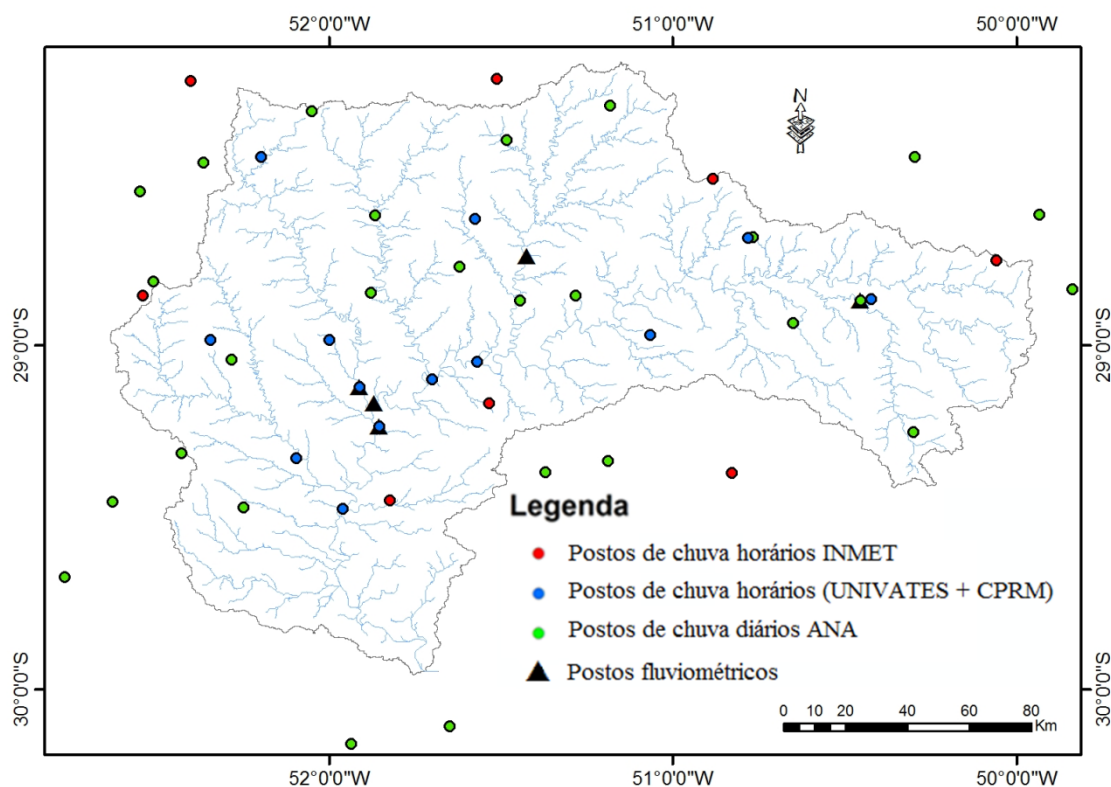 52°0'0"W
51°0'0"W
50°0'0"W
N
29°0'0"S
29°0'0"S
Legenda
Postos de chuva horários INMET
Postos de chuva horários (UNIVATES + CPRM)
Postos de chuva diários ANA
Postos fluviométricos
30°0'0"S
30°0'0"S
0 10 20 40 60 80
Km
52°0'0"W
51°0'0"W
50°0'0"W